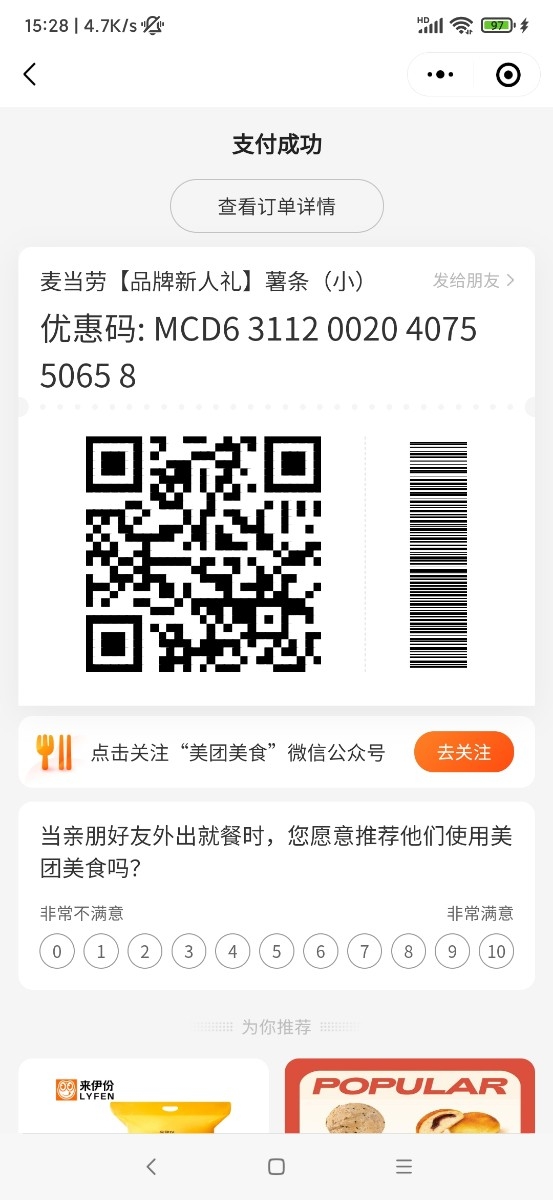 15:28 | 4.7K/s
HD
97
支付成功
查看订单详情
麦当劳【品牌新人礼】薯条（小）
发给朋友
优惠码: MCD6 3112 0020 4075
5065 8
点击关注“美团美食”微信公众号
去关注
当亲朋好友外出就餐时，您愿意推荐他们使用美
团美食吗？
非常不满意
非常满意
0 1 2 3 4 5 6 7 8 9 10
为你推荐
来伊份
LYFEN
POPULAR